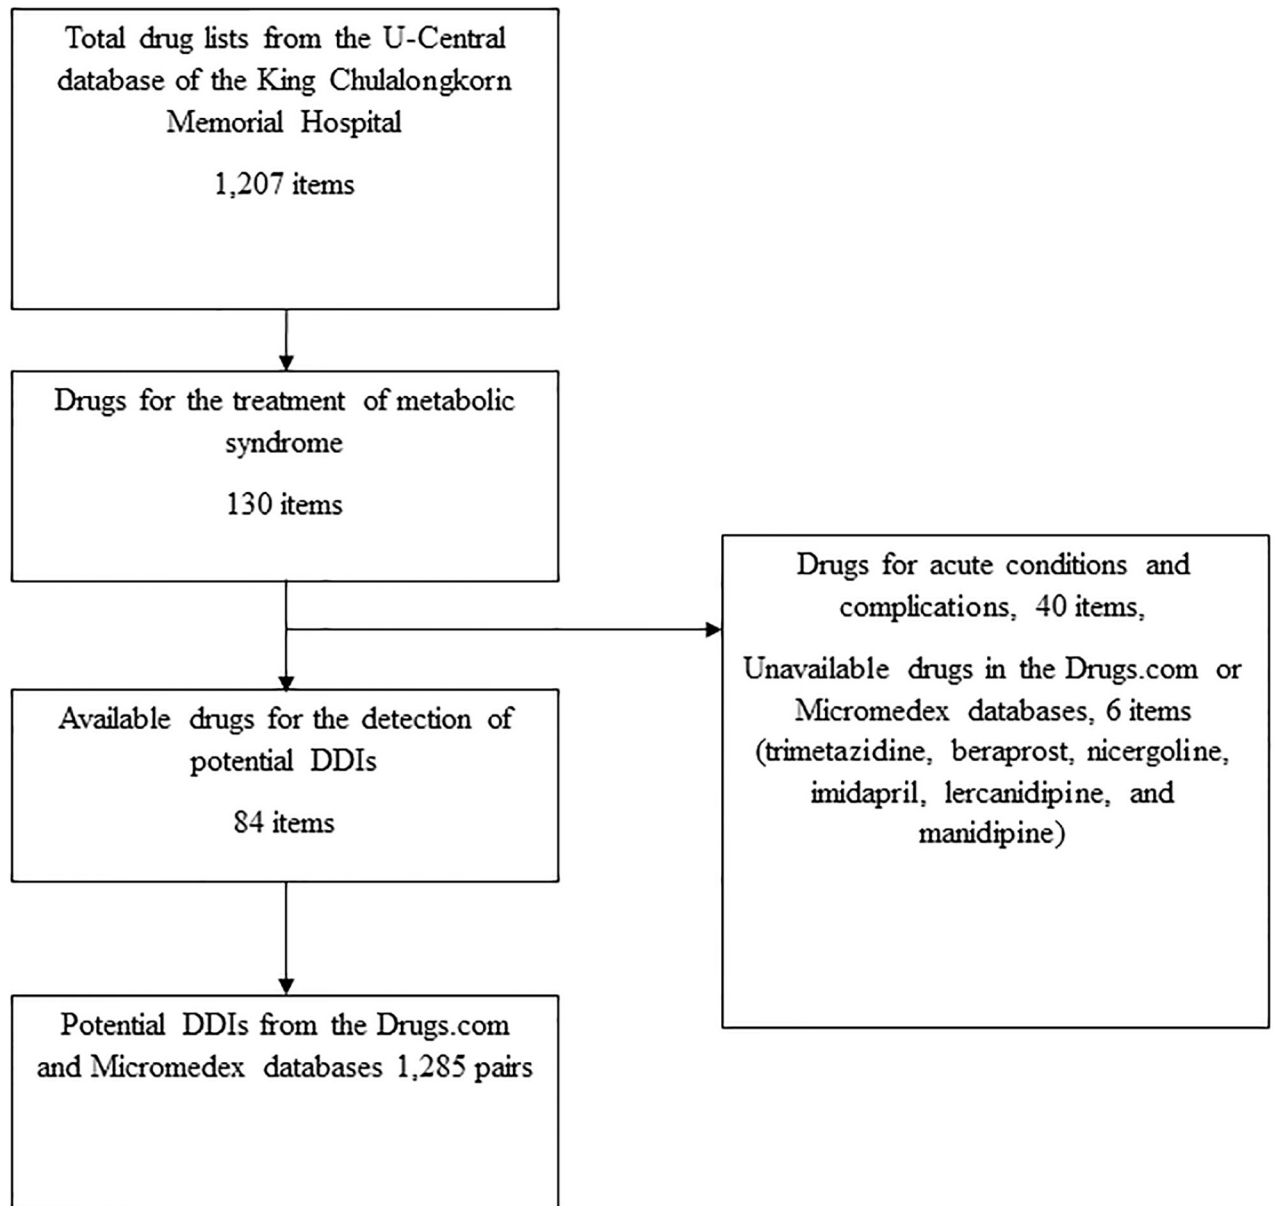 Total drug lists from the U-Central
database of the King Chulalongkorn
Memorial Hospital
1,207 items
Drugs for the treatment of metabolic
syndrome
130 items
Drugs for acute conditions and
complications, 40 items,
Unavailable drugs in the Drugs.com or
Micromedex databases, 6 items
(trimetazidine, beraprost, nicergoline,
imidapril, lercanidipine, and
manidipine)
Available drugs for the detection of
potential DDIs
84 items
Potential DDIs from the Drugs.com
and Micromedex databases 1,285 pairs